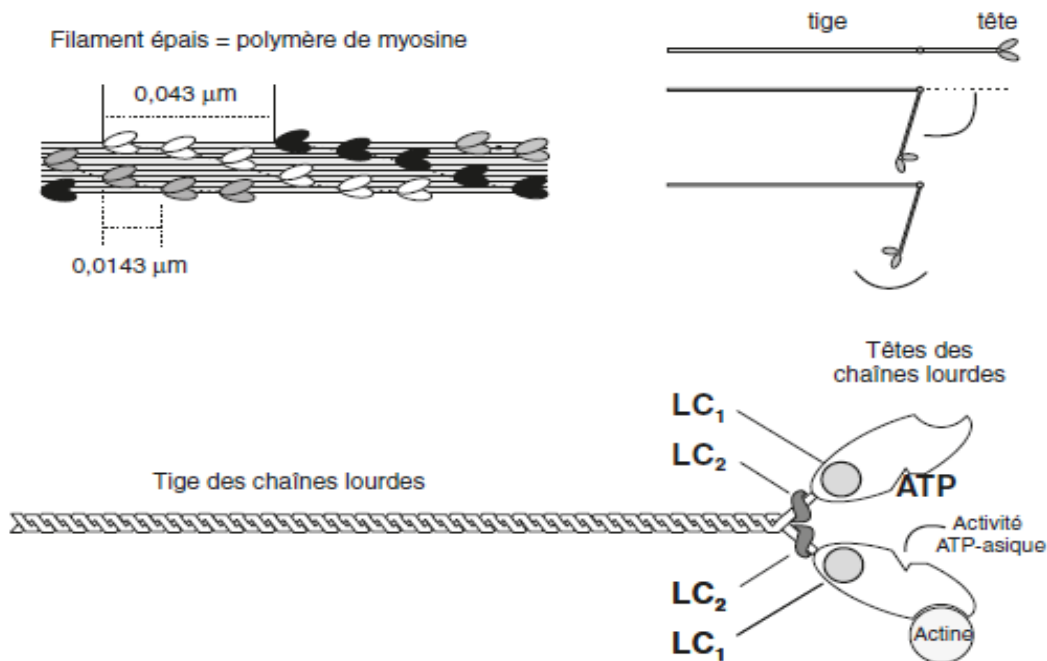 Filament épais = polymère de myosine
0,043 µm
0,0143 µm
tige
tête
Têtes des
chaînes lourdes
LC₁
LC₂
ATP
Tige des chaînes lourdes
Activité
ATP-asique
LC₂
LC₁
Actine